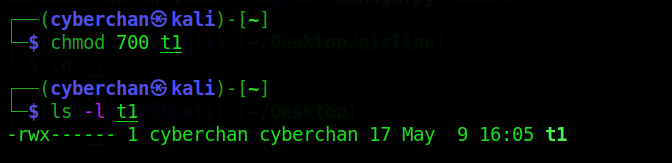 ┌──(cyberchan㉿kali)-[~]
└─$ chmod 700 t1
┌──(cyberchan㉿kali)-[~]
└─$ ls -l t1
-rwx------ 1 cyberchan cyberchan 17 May  9 16:05 t1